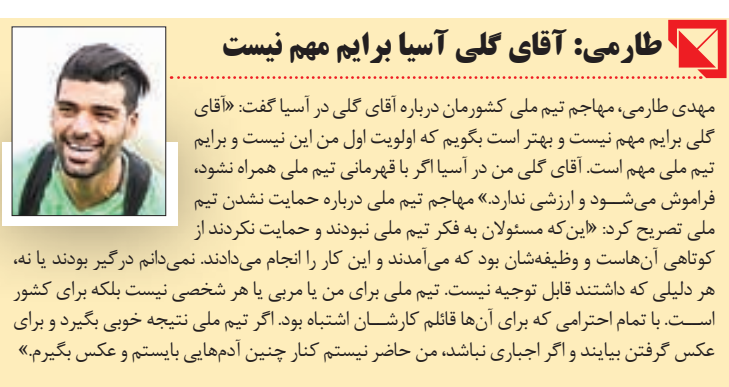 طارمی: آقای گلی آسیا برایم مهم نیست
مهدی طارمی، مهاجم تیم ملی کشورمان درباره آقای گلی در آسیا گفت: «آقای
گلی برایم مهم نیست و بهتر است بگویم که اولویت اول من این نیست و برایم
تیم ملی مهم است. آقای گلی من در آسیا اگر با قهرمانی تیم ملی همراه نشود،
فراموش می‌شود و ارزشی ندارد.» مهاجم تیم ملی درباره حمایت نشدن تیم
ملی تصریح کرد: «این‌که مسئولان به فکر تیم ملی نبودند و حمایت نکردند از
کوتاهی آن‌هاست و وظیفه‌شان بود که می‌آمدند و این کار را انجام می‌دادند. نمی‌دانم درگیر بودند یا نه،
هر دلیلی که داشتند قابل توجیه نیست. تیم ملی برای من یا مربی یا هر شخصی نیست بلکه برای کشور
است. با تمام احترامی که برای آن‌ها قائلم کارشان اشتباه بود. اگر تیم ملی نتیجه خوبی بگیرد و برای
عکس گرفتن بیایند و اگر اجباری نباشد، من حاضر نیستم کنار چنین آدم‌هایی بایستم و عکس بگیرم.»